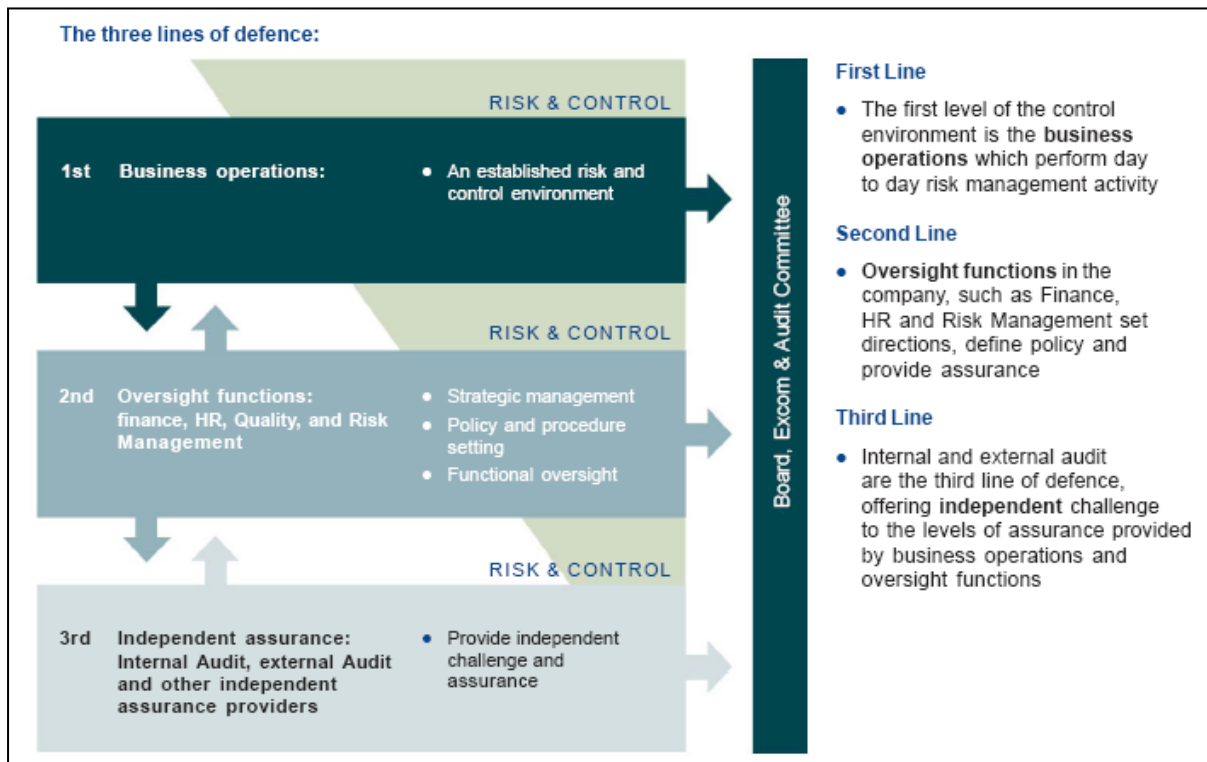 The three lines of defence:
RISK & CONTROL
1st Business operations:
• An established risk and
control environment
RISK & CONTROL
2nd Oversight functions:
finance, HR, Quality, and Risk
Management
• Strategic management
• Policy and procedure
setting
• Functional oversight
RISK & CONTROL
3rd Independent assurance:
Internal Audit, external Audit
and other independent
assurance providers
• Provide independent
challenge and
assurance
Board, Excom & Audit Committee
First Line
• The first level of the control
environment is the business
operations which perform day
to day risk management activity
Second Line
• Oversight functions in the
company, such as Finance,
HR and Risk Management set
directions, define policy and
provide assurance
Third Line
• Internal and external audit
are the third line of defence,
offering independent challenge
to the levels of assurance provided
by business operations and
oversight functions